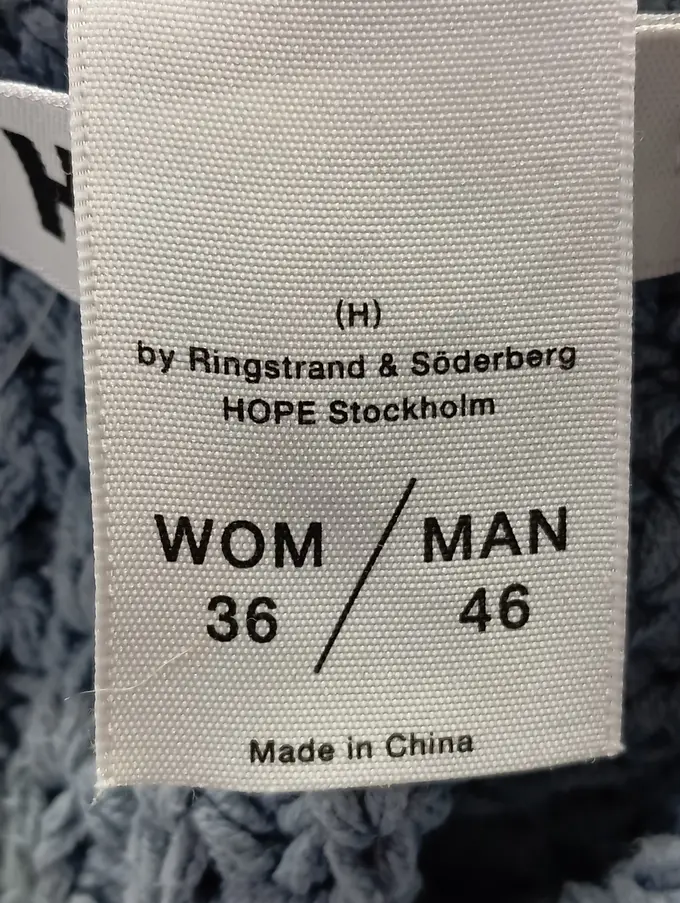 (H)
by Ringstrand & Söderberg
HOPE Stockholm
WOM / MAN
36 46
Made in China